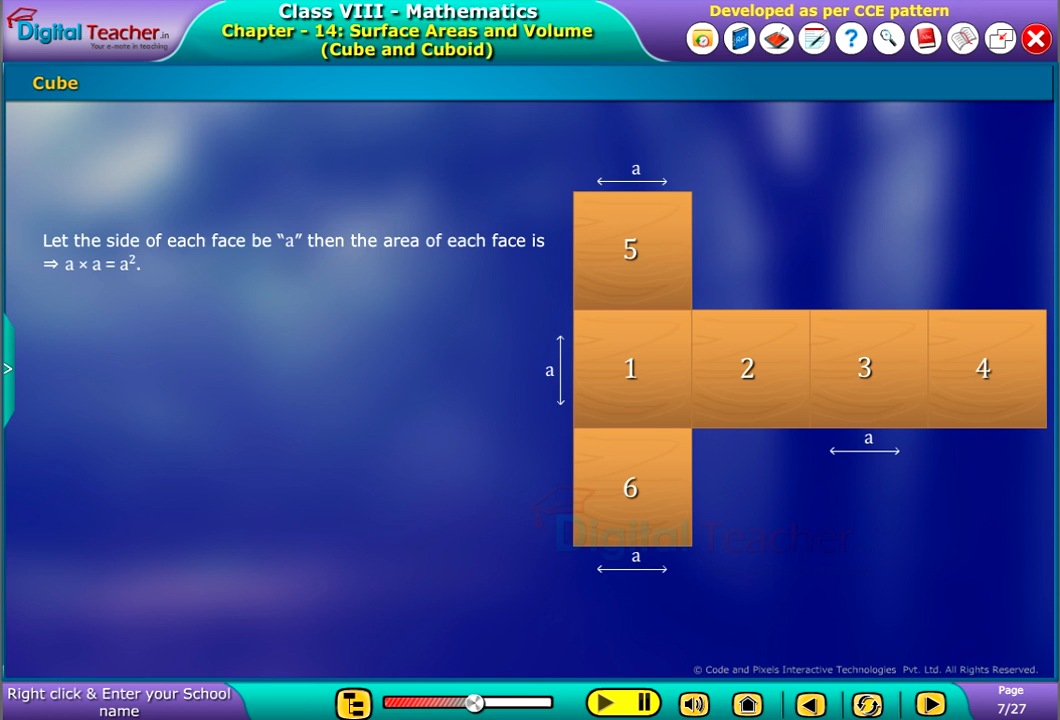 Digital Teacher.in
Your e-mate in teaching
Class VIII - Mathematics
Chapter - 14: Surface Areas and Volume
(Cube and Cuboid)
Developed as per CCE pattern
Ref
?
Abc
Cube
Let the side of each face be "a" then the area of each face is
⇒ a × a = a².
a
5
a
1
2
3
4
a
6
a
Digital Teacher
>
© Code and Pixels Interactive Technologies Pvt. Ltd. All Rights Reserved.
Right click & Enter your School
name
Page
7/27